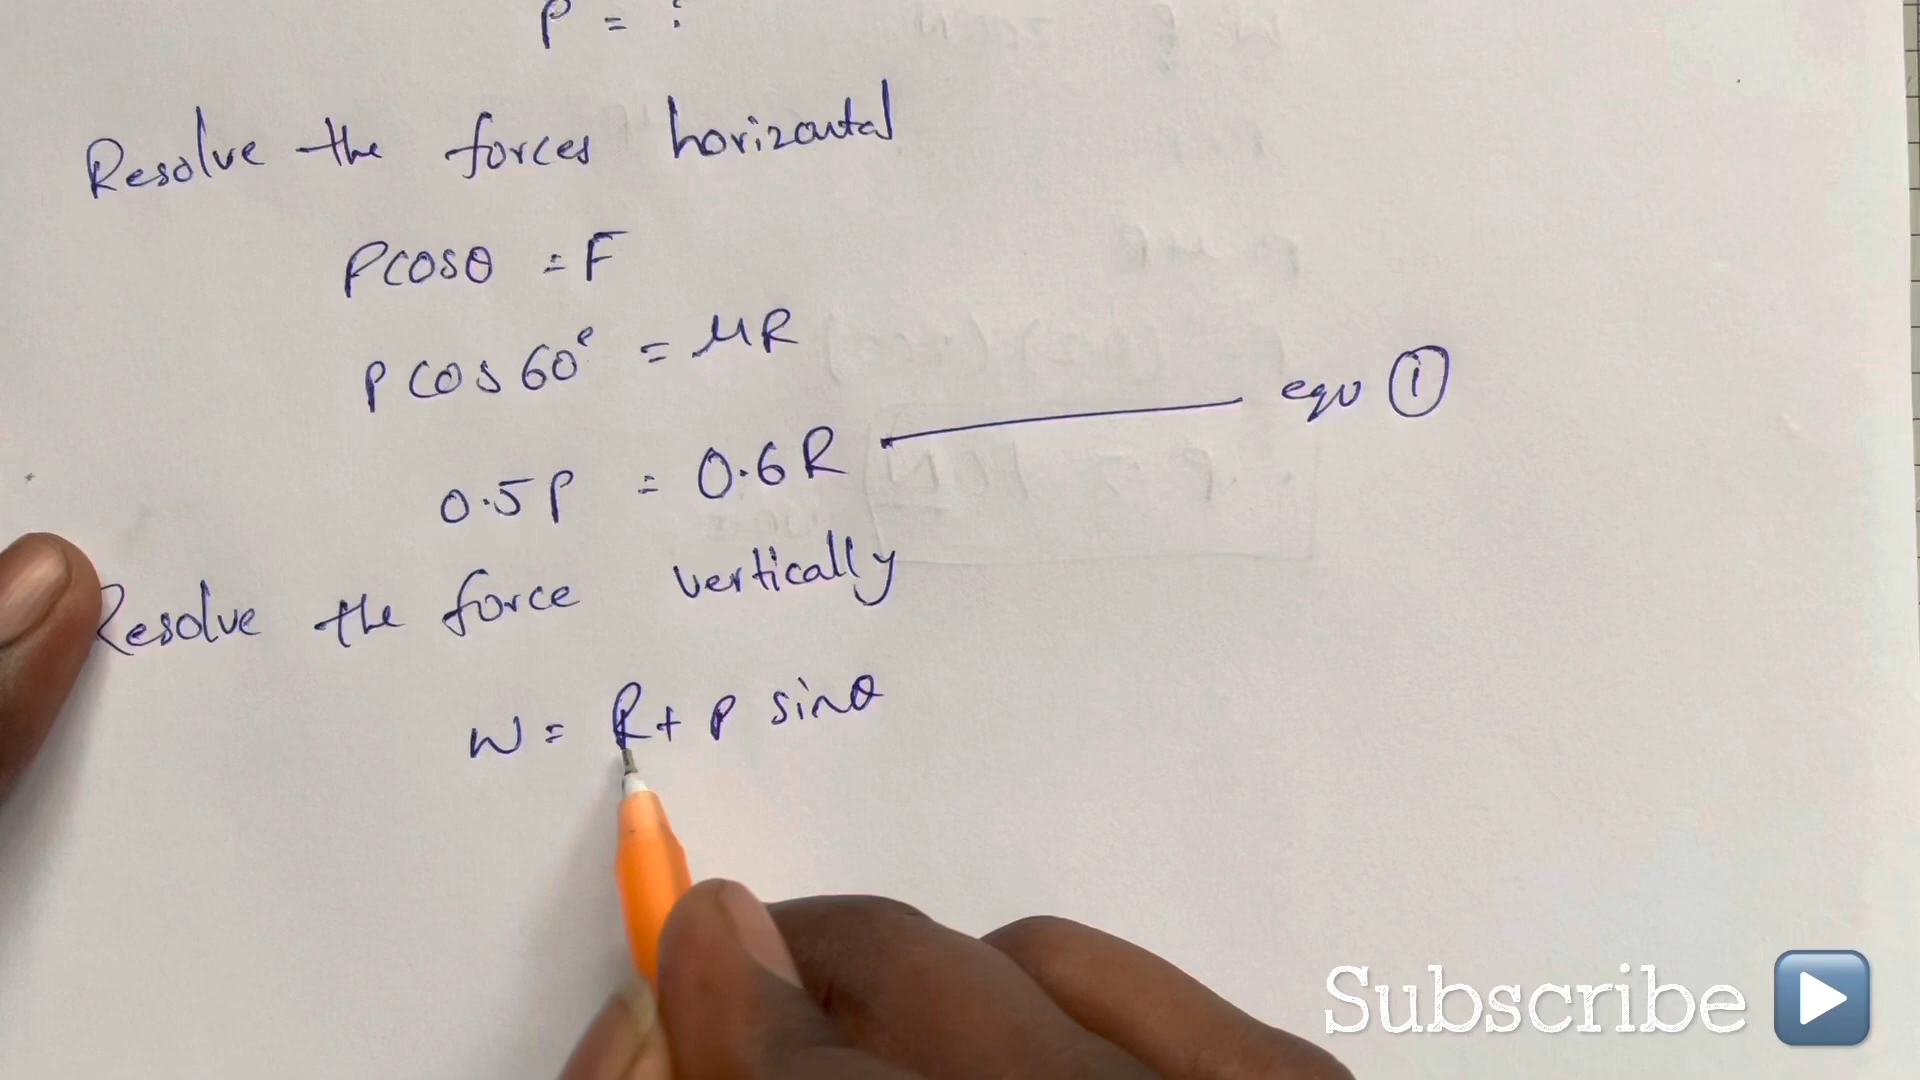 P = ?
Resolve the forces horizontal
Pcosθ = F
P cos 60° = μR
0.5P = 0.6R equ ①
Resolve the force vertically
W = R + P sinθ
Subscribe